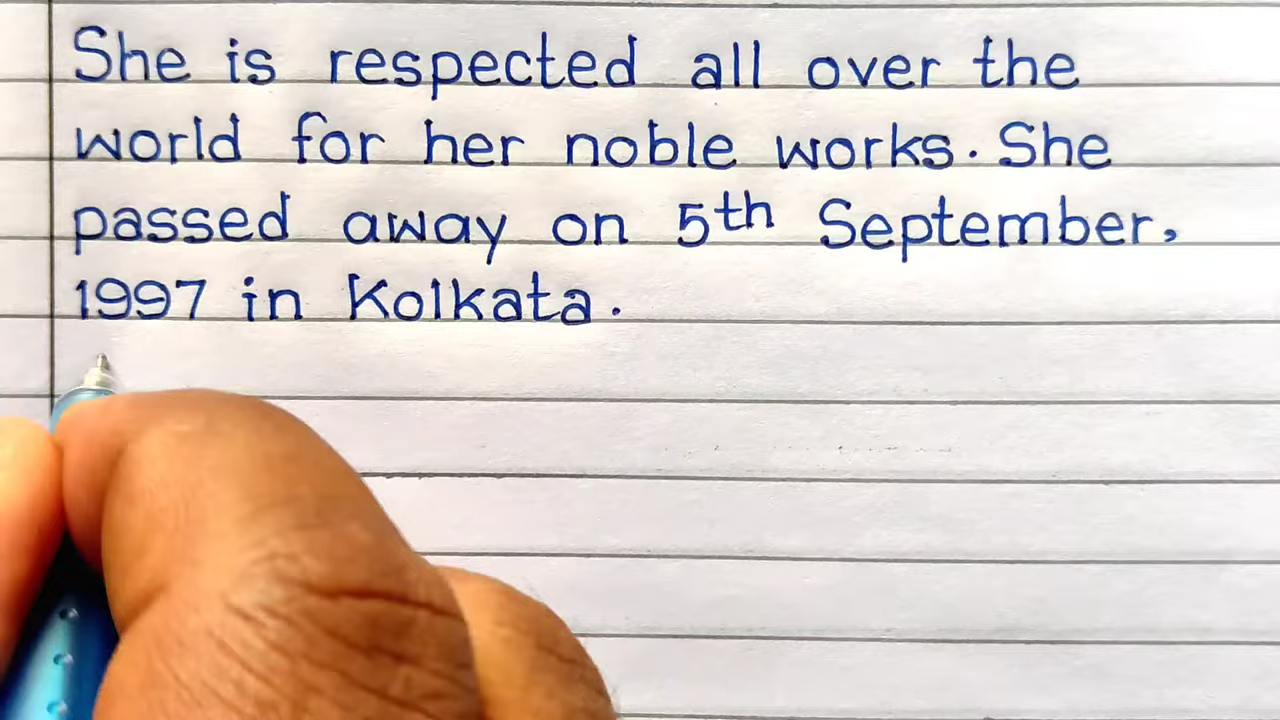 She is respected all over the
world for her noble works. She
passed away on 5th September,
1997 in Kolkata.